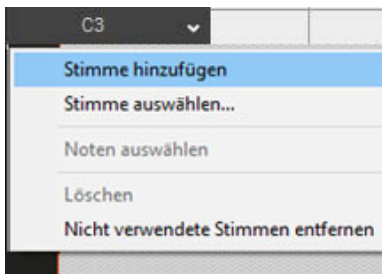 C3
Stimme hinzufügen
Stimme auswählen...
Noten auswählen
Löschen
Nicht verwendete Stimmen entfernen